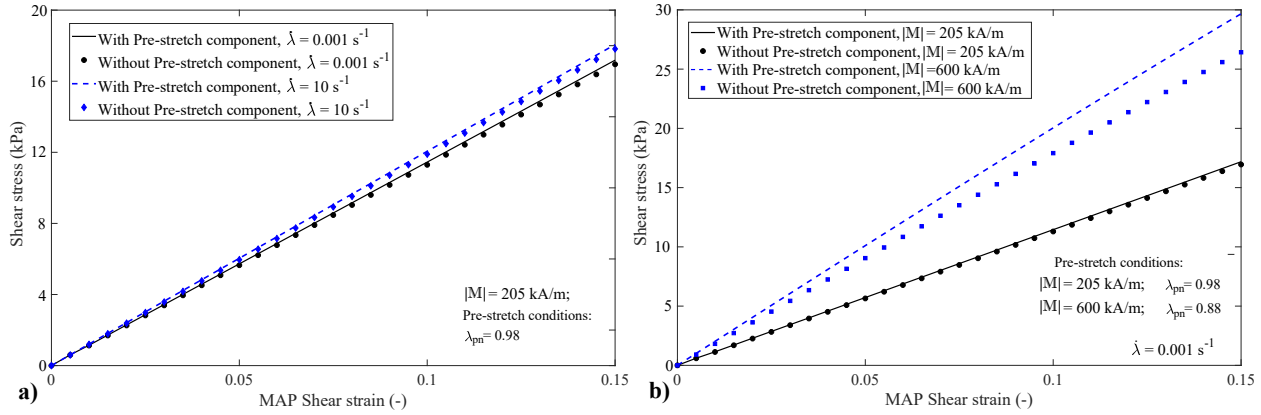 With Pre-stretch component, λ̇ = 0.001 s⁻¹
Without Pre-stretch component, λ̇ = 0.001 s⁻¹
With Pre-stretch component, λ̇ = 10 s⁻¹
Without Pre-stretch component, λ̇ = 10 s⁻¹
20
16
12
8
4
0
Shear stress (kPa)
|M| = 205 kA/m;
Pre-stretch conditions:
λpn= 0.98
0
0.05
0.1
0.15
MAP Shear strain (-)
a)
With Pre-stretch component, |M| = 205 kA/m
Without Pre-stretch component, |M| = 205 kA/m
With Pre-stretch component, |M| =600 kA/m
Without Pre-stretch component, |M| = 600 kA/m
30
25
20
15
10
5
0
Shear stress (kPa)
Pre-stretch conditions:
|M| = 205 kA/m; λpn= 0.98
|M| = 600 kA/m; λpn= 0.88
λ̇ = 0.001 s⁻¹
0
0.05
0.1
0.15
MAP Shear strain (-)
b)